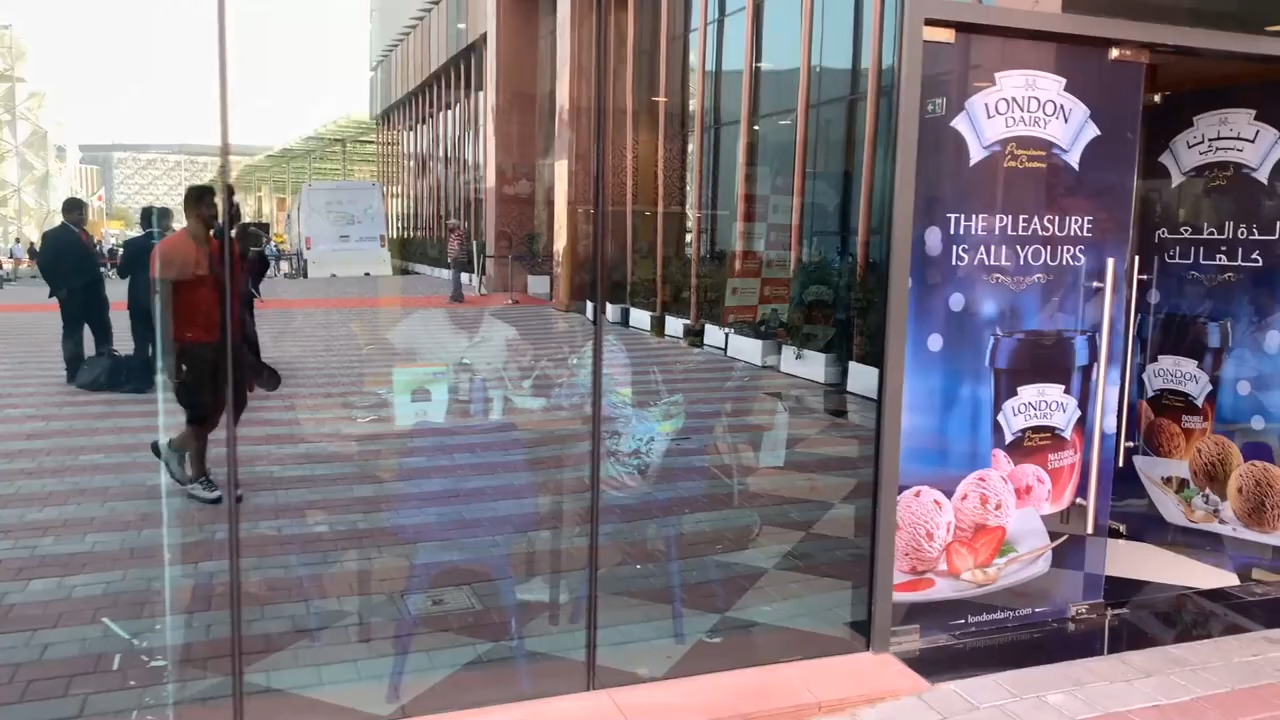 LONDON
DAIRY
Premium
Ice Cream
THE PLEASURE
IS ALL YOURS
LONDON
DAIRY
Premium
Ice Cream
NATURAL
STRAWBERRY
londondairy.com
لندن
ديري
لذة الطعم
كلها لك
LONDON
DAIRY
DOUBLE
CHOCOLATE